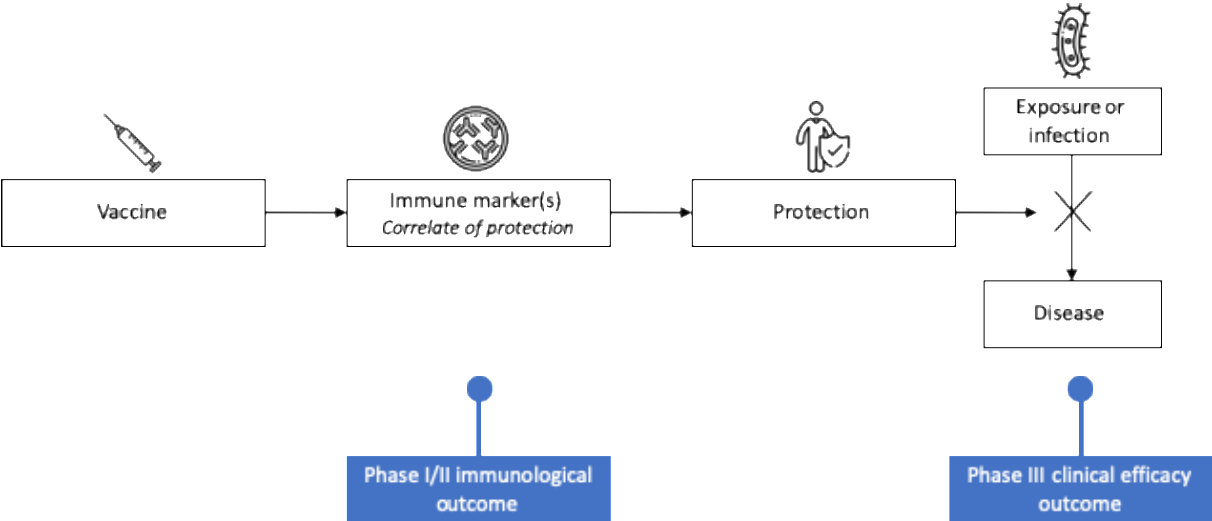 Exposure or
infection
Vaccine
Immune marker(s)
Correlate of protection
Protection
Disease
Phase I/II immunological
outcome
Phase III clinical efficacy
outcome